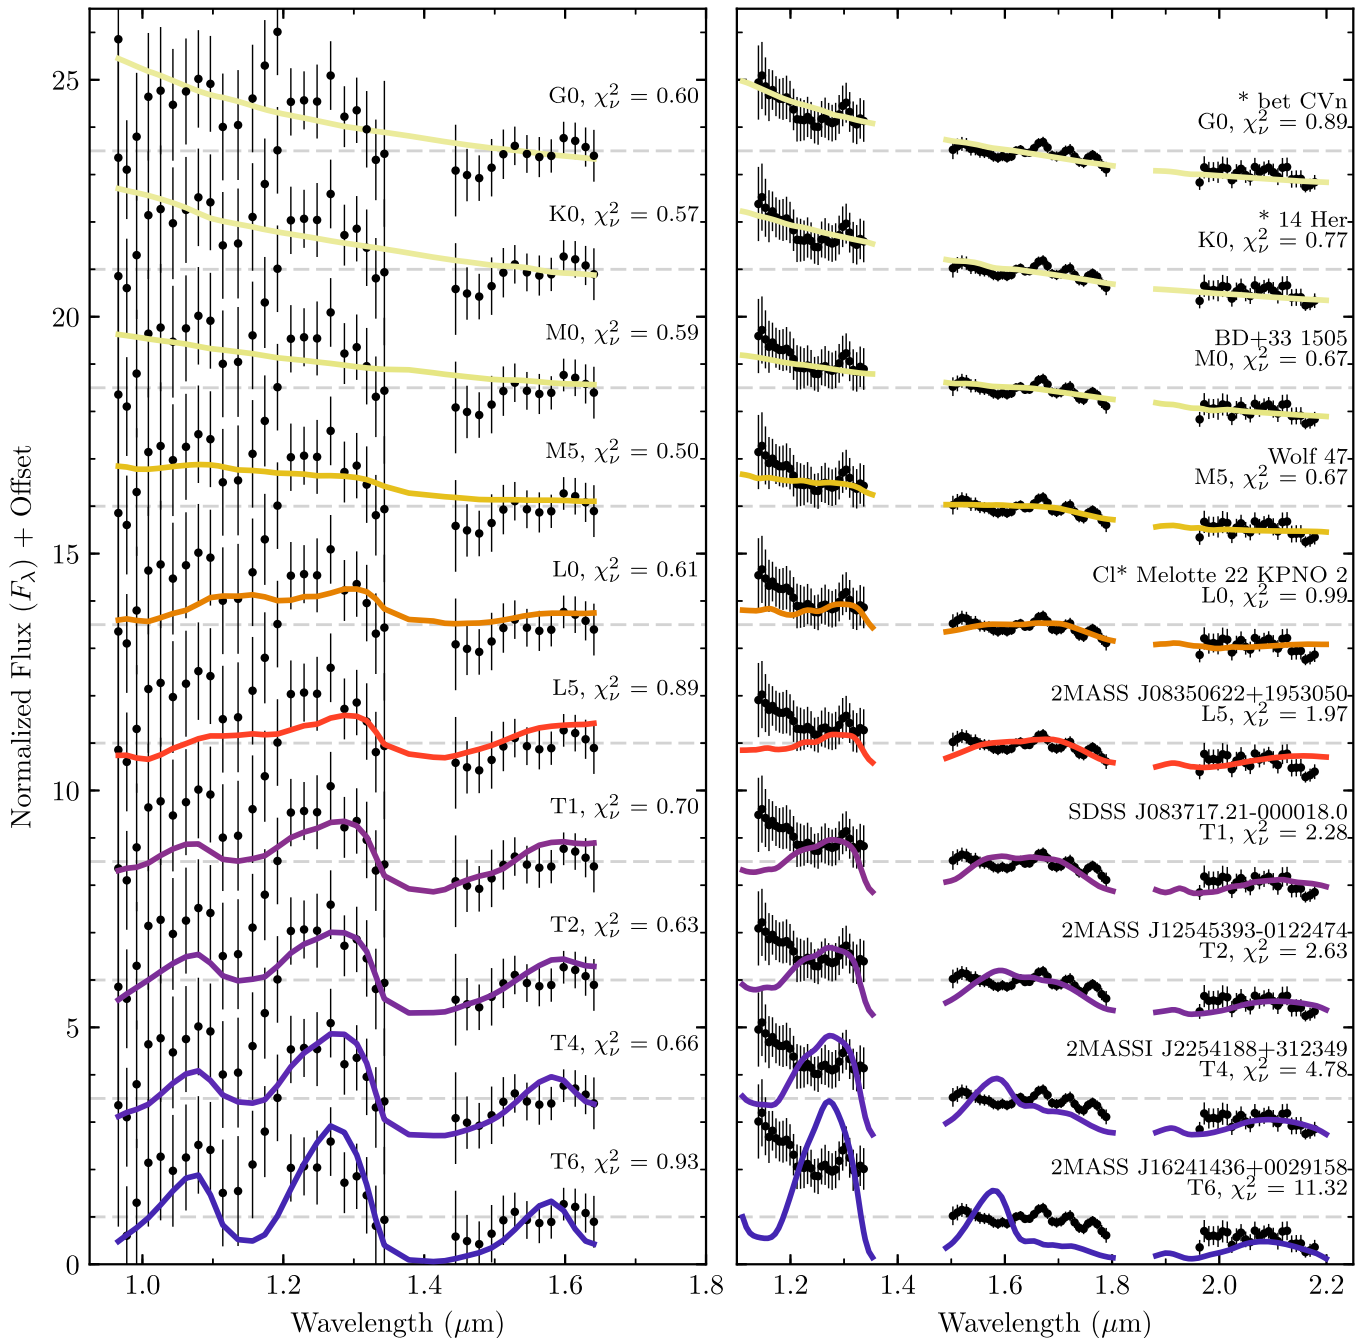 Normalized Flux (F_λ) + Offset
25
20
15
10
5
0
G0, χ²_ν = 0.60
K0, χ²_ν = 0.57
M0, χ²_ν = 0.59
M5, χ²_ν = 0.50
L0, χ²_ν = 0.61
L5, χ²_ν = 0.89
T1, χ²_ν = 0.70
T2, χ²_ν = 0.63
T4, χ²_ν = 0.66
T6, χ²_ν = 0.93
1.0 1.2 1.4 1.6 1.8
Wavelength (μm)
* bet CVn
G0, χ²_ν = 0.89
* 14 Her
K0, χ²_ν = 0.77
BD+33 1505
M0, χ²_ν = 0.67
Wolf 47
M5, χ²_ν = 0.67
Cl* Melotte 22 KPNO 2
L0, χ²_ν = 0.99
2MASS J08350622+1953050
L5, χ²_ν = 1.97
SDSS J083717.21-000018.0
T1, χ²_ν = 2.28
2MASS J12545393-0122474
T2, χ²_ν = 2.63
2MASSI J2254188+312349
T4, χ²_ν = 4.78
2MASS J16241436+0029158
T6, χ²_ν = 11.32
1.2 1.4 1.6 1.8 2.0 2.2
Wavelength (μm)